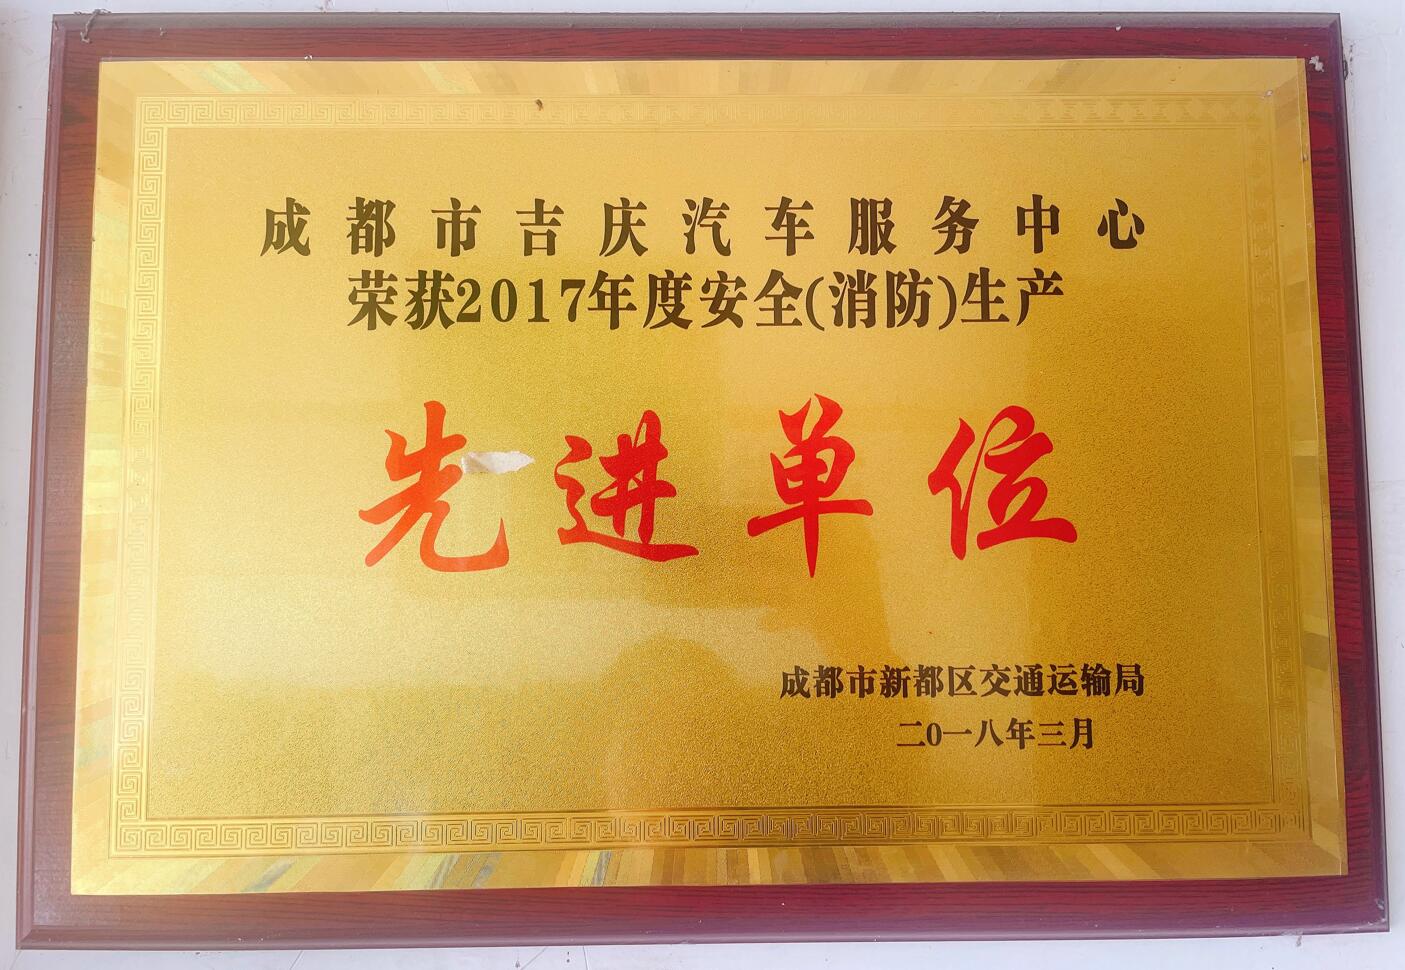 成都市吉庆汽车服务中心
荣获2017年度安全(消防)生产
先进单位
成都市新都区交通运输局
二0一八年三月